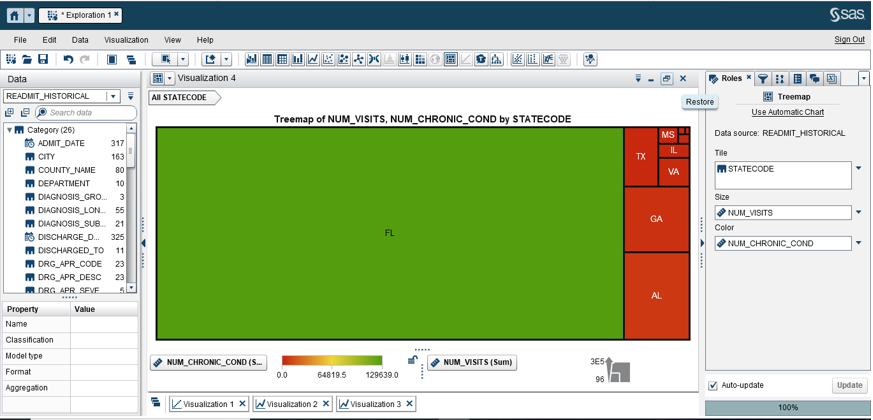 * Exploration 1
sas
File Edit Data Visualization View Help
Sign Out
Data
Visualization 4
Roles
READMIT_HISTORICAL
Search data
Category (26)
ADMIT_DATE 317
CITY 163
COUNTY_NAME 80
DEPARTMENT 10
DIAGNOSIS_GRO... 3
DIAGNOSIS_LON... 55
DIAGNOSIS_SUB... 21
DISCHARGE_D... 325
DISCHARGED_TO 11
DRG_APR_CODE 23
DRG_APR_DESC 23
DRG_APR_SEVE 5
Property Value
Name
Classification
Model type
Format
Aggregation
All STATECODE
Treemap of NUM_VISITS, NUM_CHRONIC_COND by STATECODE
FL
TX
MS
IL
VA
GA
AL
NUM_CHRONIC_COND (S...
0.0 64819.5 129639.0
NUM_VISITS (Sum)
3E5
96
Visualization 1
Visualization 2
Visualization 3
Restore
Treemap
Use Automatic Chart
Data source: READMIT_HISTORICAL
Tile
STATECODE
Size
NUM_VISITS
Color
NUM_CHRONIC_COND
Auto-update
Update
100%